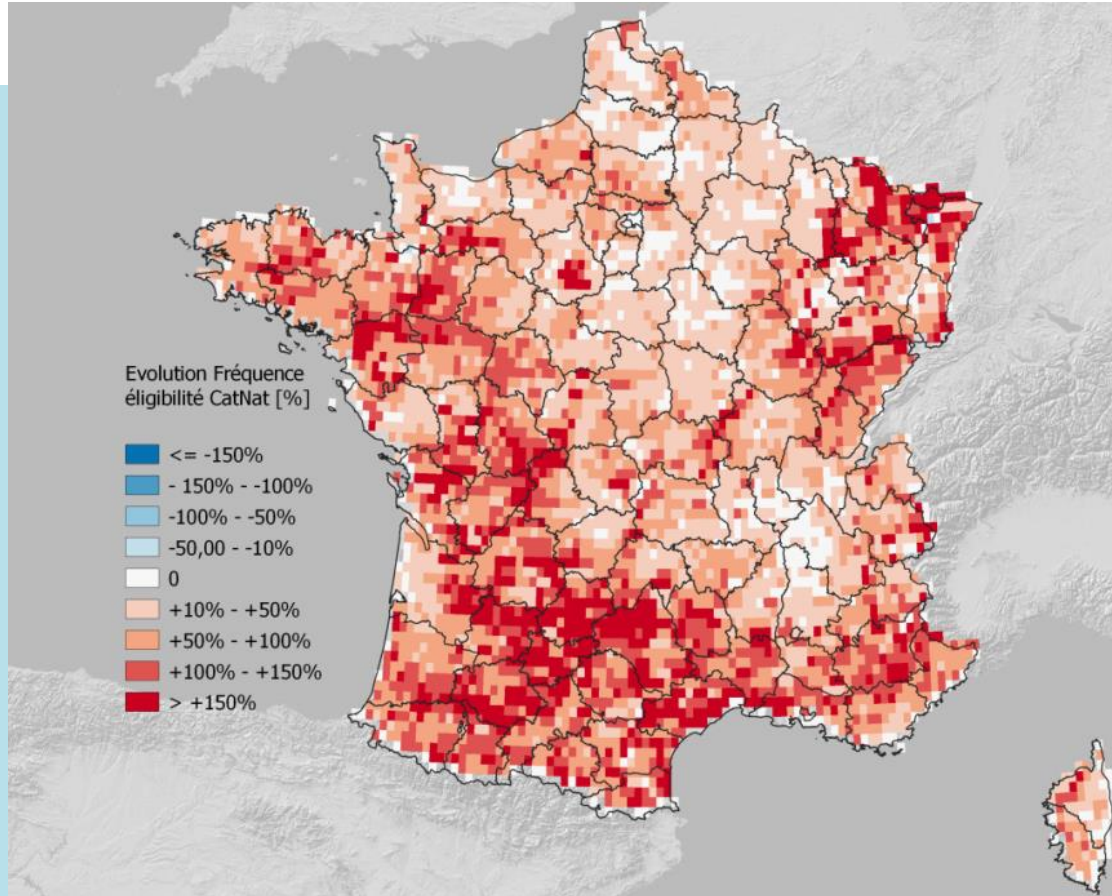 Evolution Fréquence
éligibilité CatNat [%]
<= -150%
- 150% - -100%
-100% - -50%
-50,00 - -10%
0
+10% - +50%
+50% - +100%
+100% - +150%
> +150%